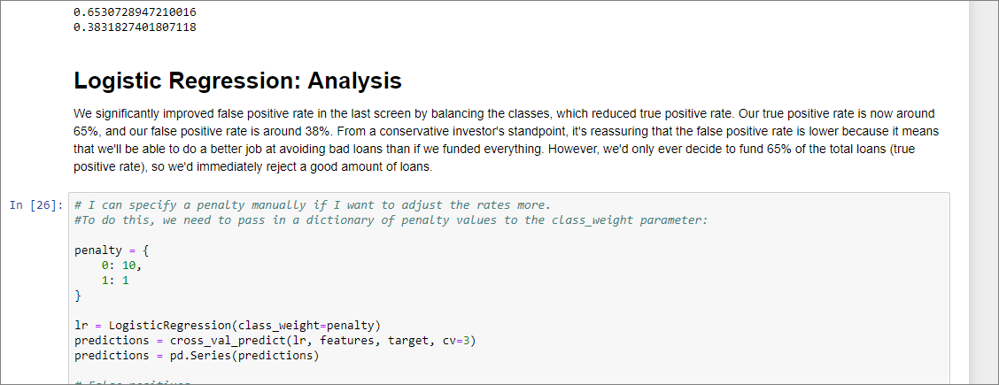 0.6530728947210016
0.3831827401807118
Logistic Regression: Analysis
We significantly improved false positive rate in the last screen by balancing the classes, which reduced true positive rate. Our true positive rate is now around
65%, and our false positive rate is around 38%. From a conservative investor's standpoint, it's reassuring that the false positive rate is lower because it means
that we'll be able to do a better job at avoiding bad loans than if we funded everything. However, we'd only ever decide to fund 65% of the total loans (true
positive rate), so we'd immediately reject a good amount of loans.
In [26]: # I can specify a penalty manually if I want to adjust the rates more.
#To do this, we need to pass in a dictionary of penalty values to the class_weight parameter:
penalty = {
0: 10,
1: 1
}
lr = LogisticRegression(class_weight=penalty)
predictions = cross_val_predict(lr, features, target, cv=3)
predictions = pd.Series(predictions)
# False positives